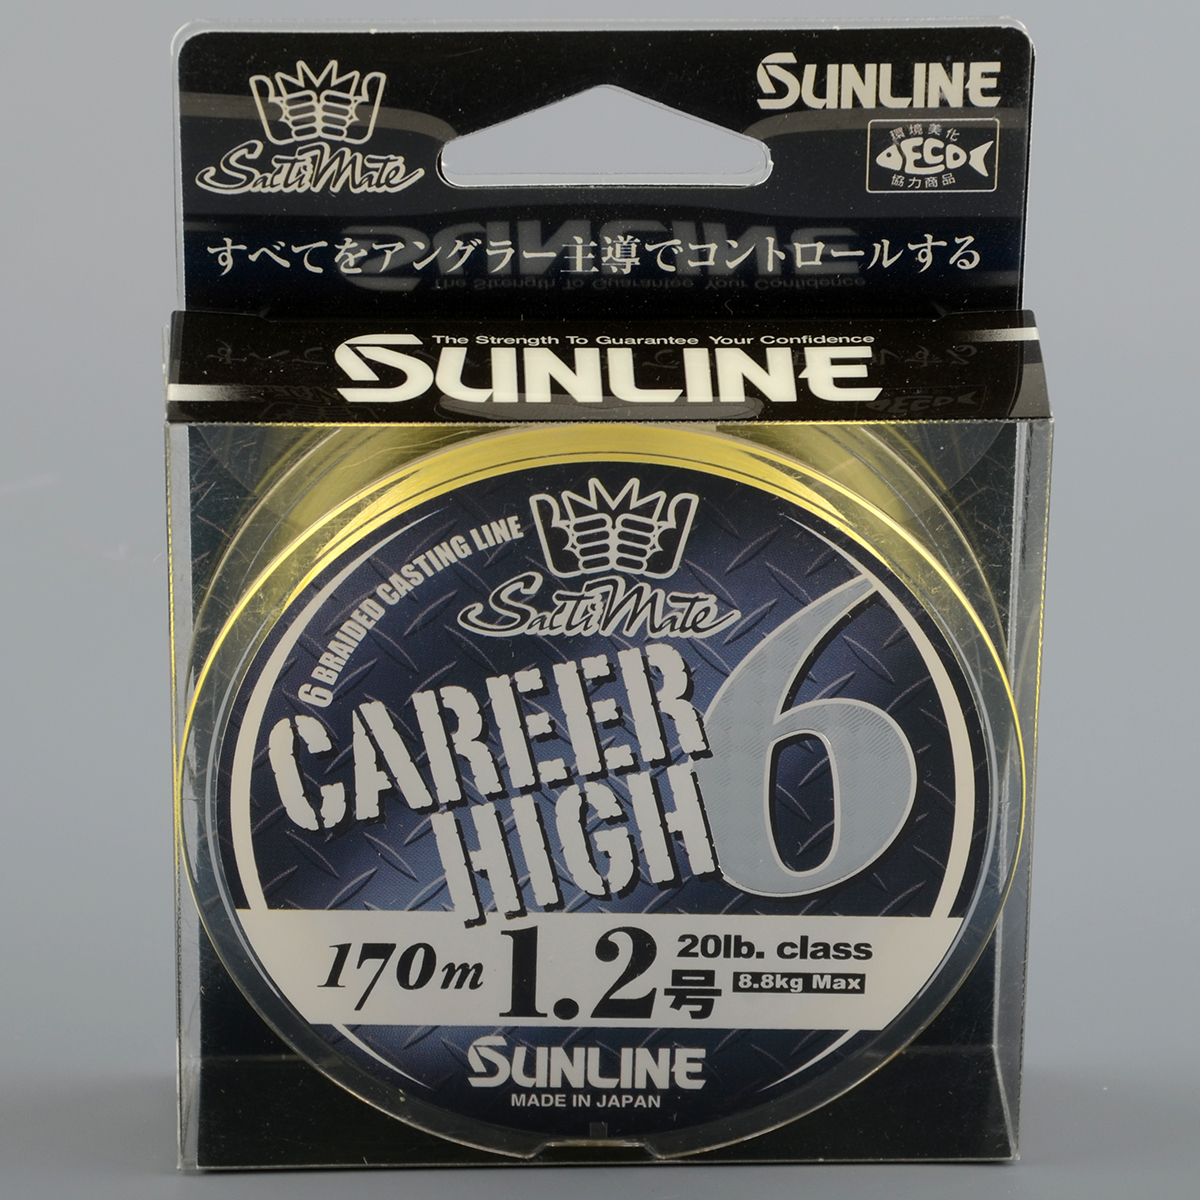 SaltiMate
SUNLINE
環境美化
ECO
協力商品
すべてをアングラー主導でコントロールする
The Strength To Guarantee Your Confidence
SUNLINE
6 BRAIDED CASTING LINE
SaltiMate
CAREER
HIGH
6
170m 1.2号 20lb. class
8.8kg Max
SUNLINE
MADE IN JAPAN